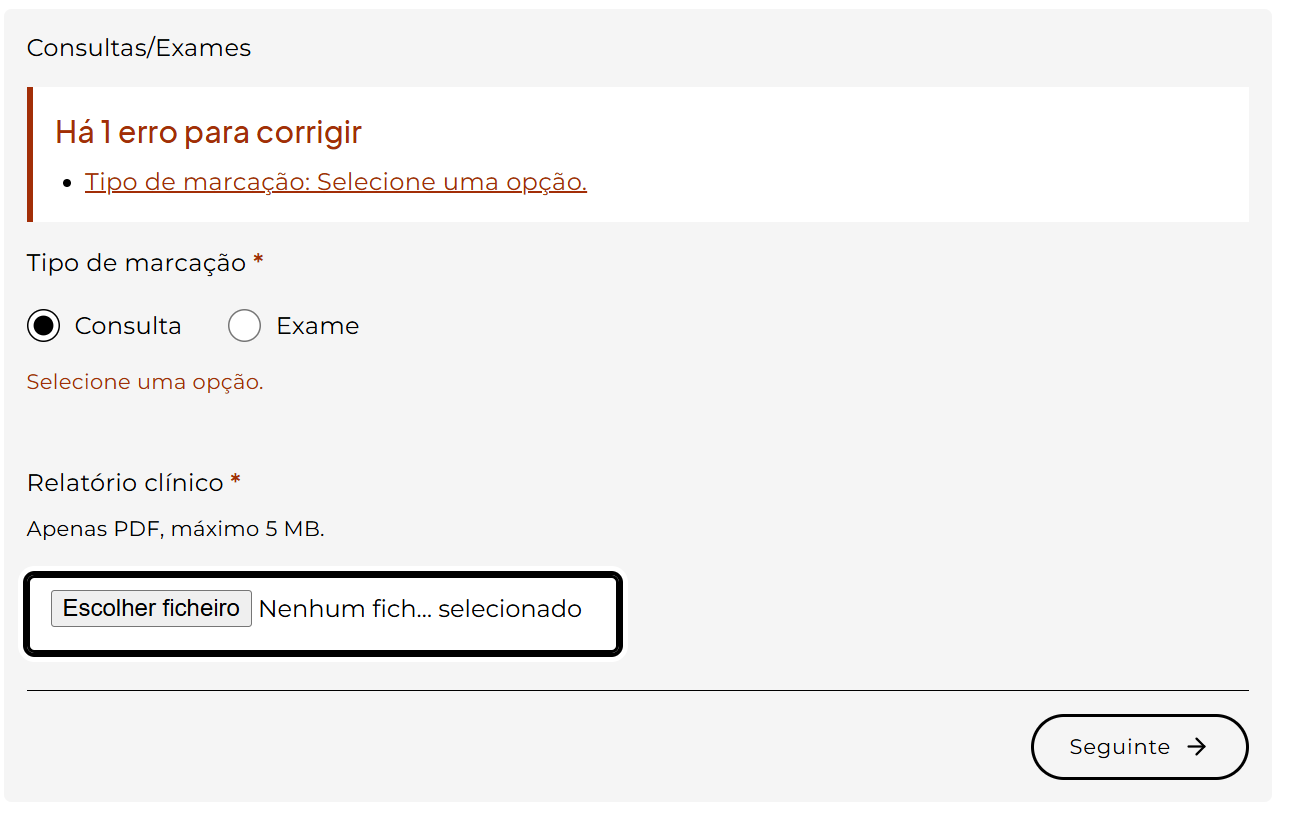 Consultas/Exames
Há 1 erro para corrigir
Tipo de marcação: Selecione uma opção.
Tipo de marcação *
Consulta Exame
Selecione uma opção.
Relatório clínico *
Apenas PDF, máximo 5 MB.
Escolher ficheiro Nenhum fich... selecionado
Seguinte →